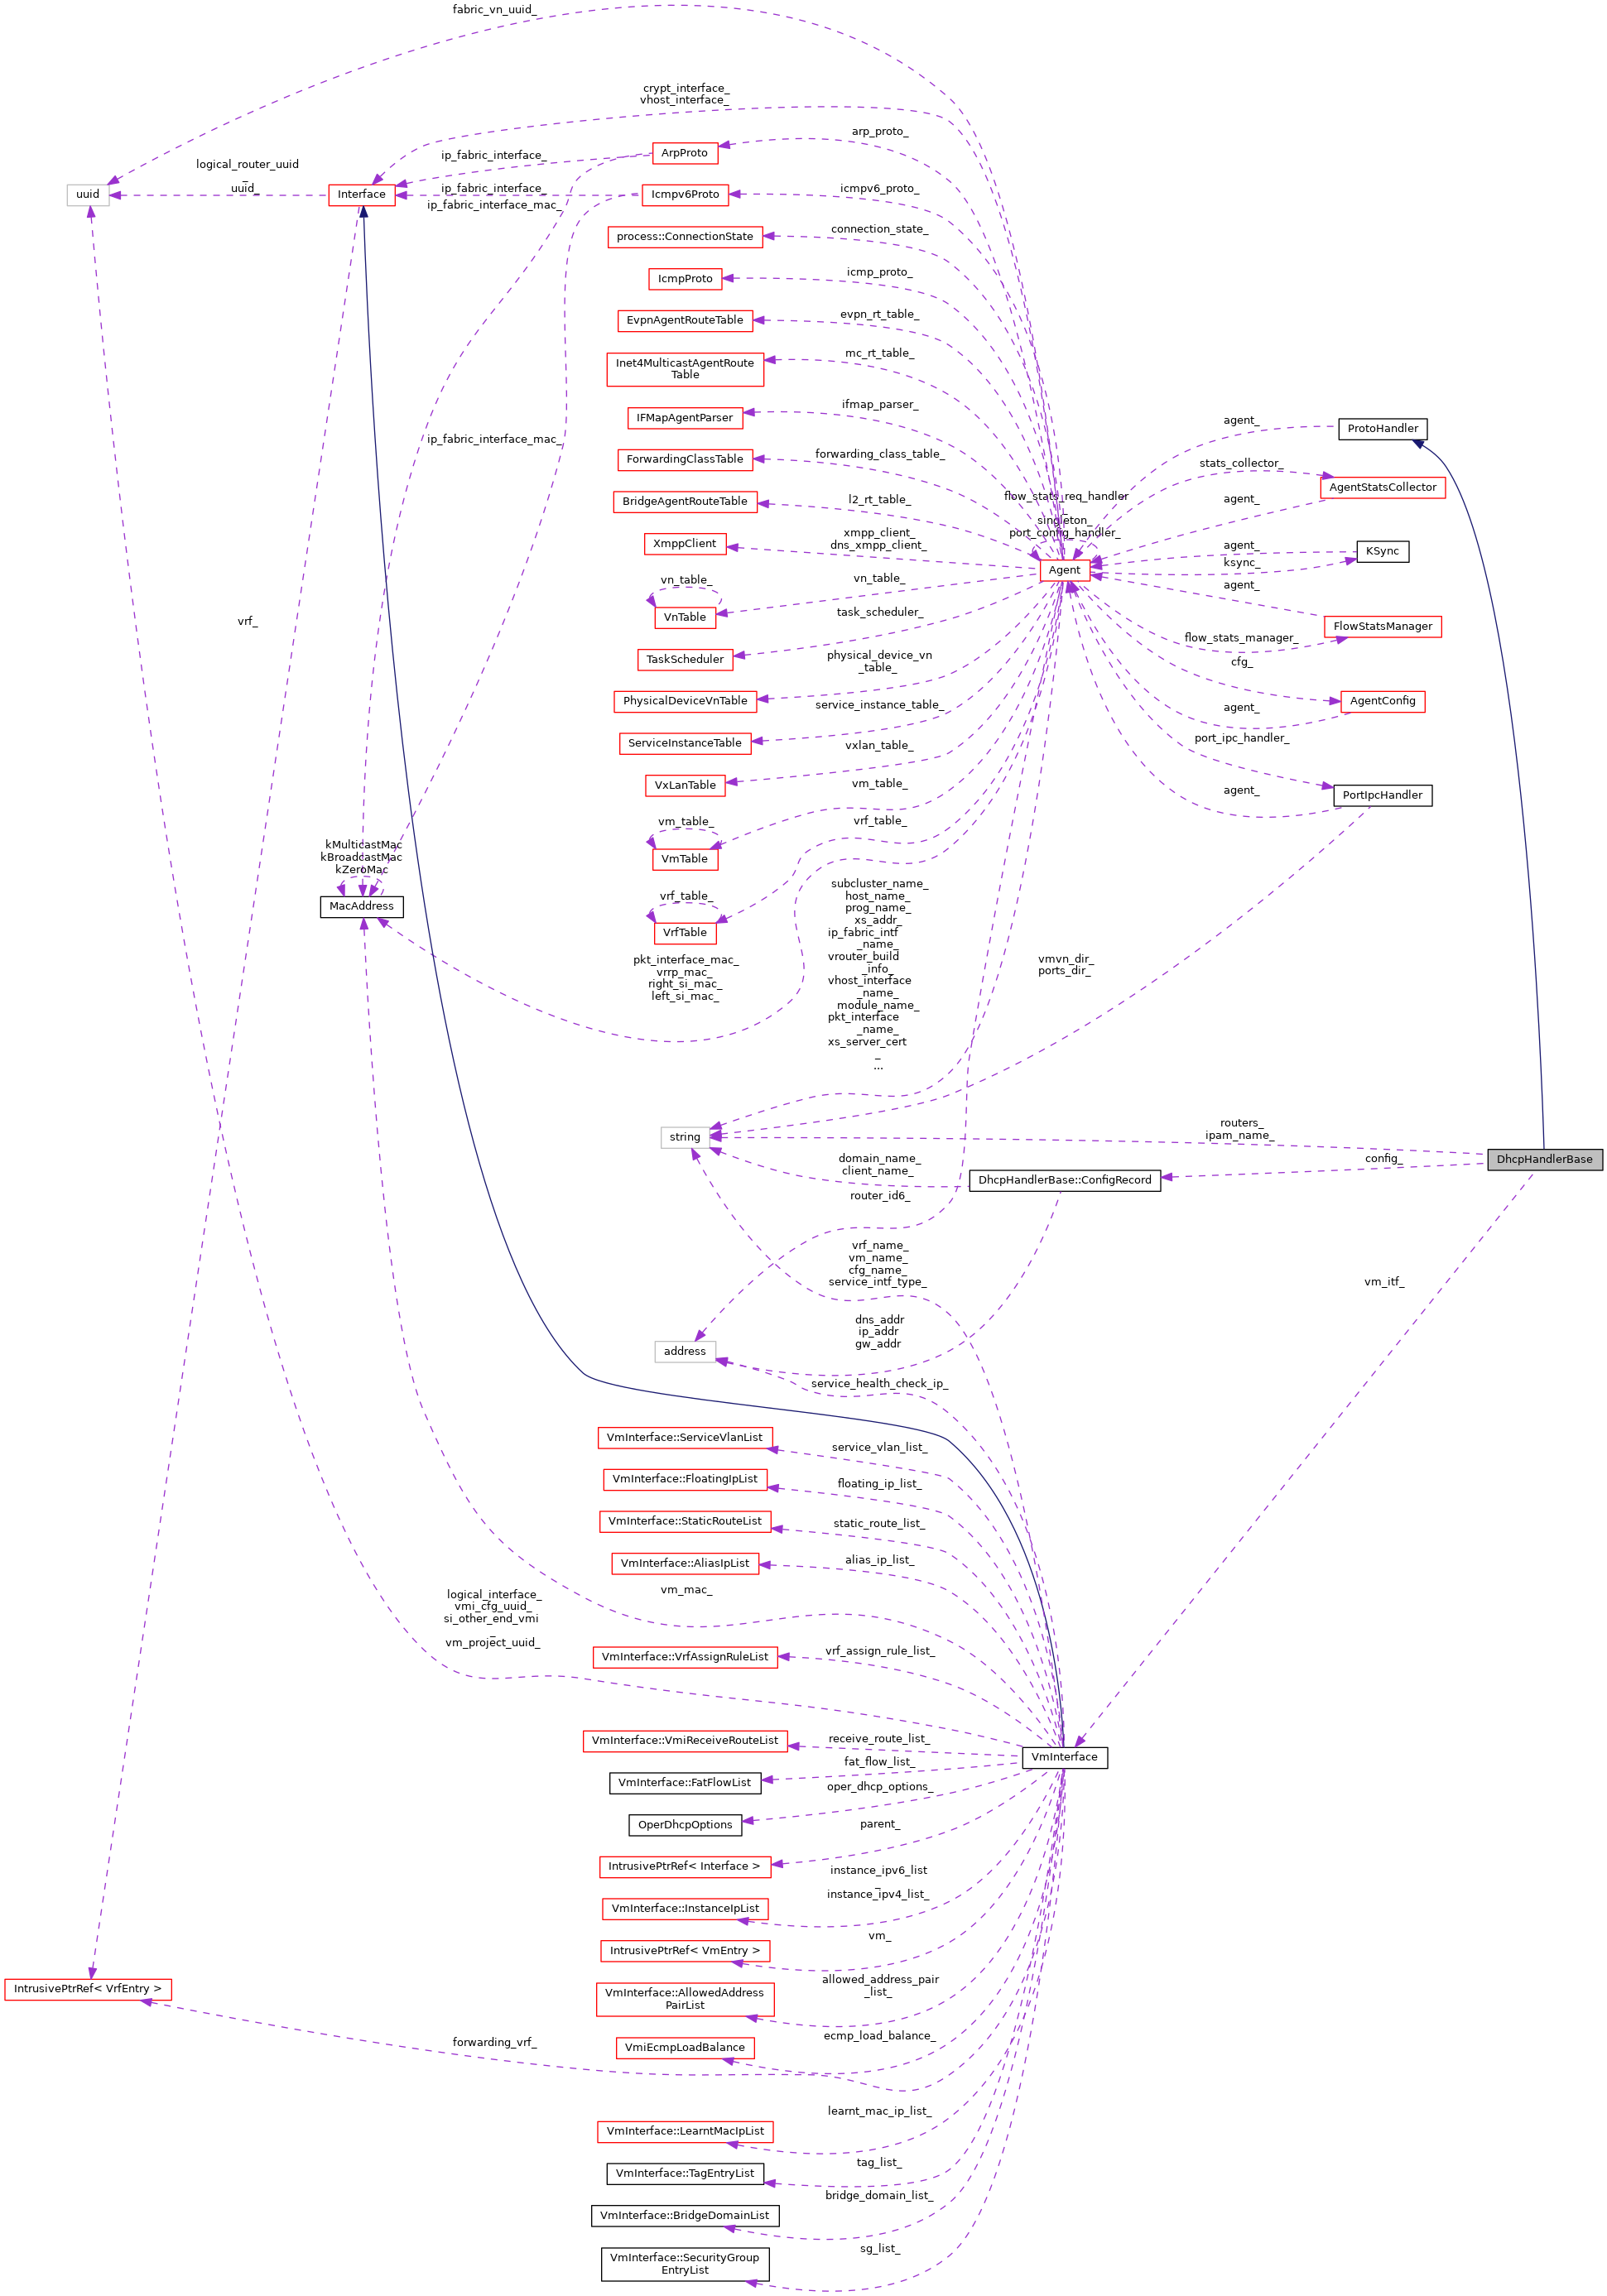 fabric_vn_uuid_
crypt_interface_
vhost_interface_
arp_proto_
ArpProto
ip_fabric_interface_
logical_router_uuid
_
uuid_
uuid
Interface
ip_fabric_interface_
ip_fabric_interface_mac_
Icmpv6Proto
icmpv6_proto_
process::ConnectionState
connection_state_
IcmpProto
icmp_proto_
EvpnAgentRouteTable
evpn_rt_table_
Inet4MulticastAgentRoute
Table
mc_rt_table_
IFMapAgentParser
ifmap_parser_
ip_fabric_interface_mac_
ForwardingClassTable
forwarding_class_table_
agent_
ProtoHandler
stats_collector_
AgentStatsCollector
BridgeAgentRouteTable
l2_rt_table_
flow_stats_req_handler
_
singleton_
port_config_handler_
agent_
XmppClient
xmpp_client_
dns_xmpp_client_
Agent
agent_
KSync
ksync_
vn_table_
VnTable
vn_table_
agent_
vrf_
task_scheduler_
FlowStatsManager
flow_stats_manager_
TaskScheduler
physical_device_vn
_table_
cfg_
PhysicalDeviceVnTable
service_instance_table_
agent_
AgentConfig
ServiceInstanceTable
vxlan_table_
port_ipc_handler_
VxLanTable
vm_table_
agent_
PortIpcHandler
vm_table_
VmTable
vrf_table_
kMulticastMac
kBroadcastMac
kZeroMac
MacAddress
vrf_table_
VrfTable
pkt_interface_mac_
vrrp_mac_
right_si_mac_
left_si_mac_
subcluster_name_
host_name_
prog_name_
xs_addr_
ip_fabric_intf
_name_
vrouter_build
_info_
vhost_interface
_name_
module_name_
pkt_interface
_name_
xs_server_cert
_
...
vmvn_dir_
ports_dir_
string
routers_
ipam_name_
config_
DhcpHandlerBase
domain_name_
client_name_
DhcpHandlerBase::ConfigRecord
router_id6_
vrf_name_
vm_name_
cfg_name_
service_intf_type_
vm_itf_
dns_addr
ip_addr
gw_addr
address
service_health_check_ip_
VmInterface::ServiceVlanList
service_vlan_list_
VmInterface::FloatingIpList
floating_ip_list_
VmInterface::StaticRouteList
static_route_list_
VmInterface::AliasIpList
alias_ip_list_
vm_mac_
logical_interface_
vmi_cfg_uuid_
si_other_end_vmi
_
vm_project_uuid_
VmInterface::VrfAssignRuleList
vrf_assign_rule_list_
VmInterface::VmiReceiveRouteList
receive_route_list_
VmInterface
VmInterface::FatFlowList
fat_flow_list_
OperDhcpOptions
oper_dhcp_options_
IntrusivePtrRef< Interface >
parent_
VmInterface::InstanceIpList
instance_ipv6_list
_
instance_ipv4_list_
IntrusivePtrRef< VmEntry >
vm_
IntrusivePtrRef< VrfEntry >
VmInterface::AllowedAddress
PairList
allowed_address_pair
_list_
forwarding_vrf_
VmiEcmpLoadBalance
ecmp_load_balance_
VmInterface::LearntMacIpList
learnt_mac_ip_list_
VmInterface::TagEntryList
tag_list_
VmInterface::BridgeDomainList
bridge_domain_list_
VmInterface::SecurityGroup
EntryList
sg_list_